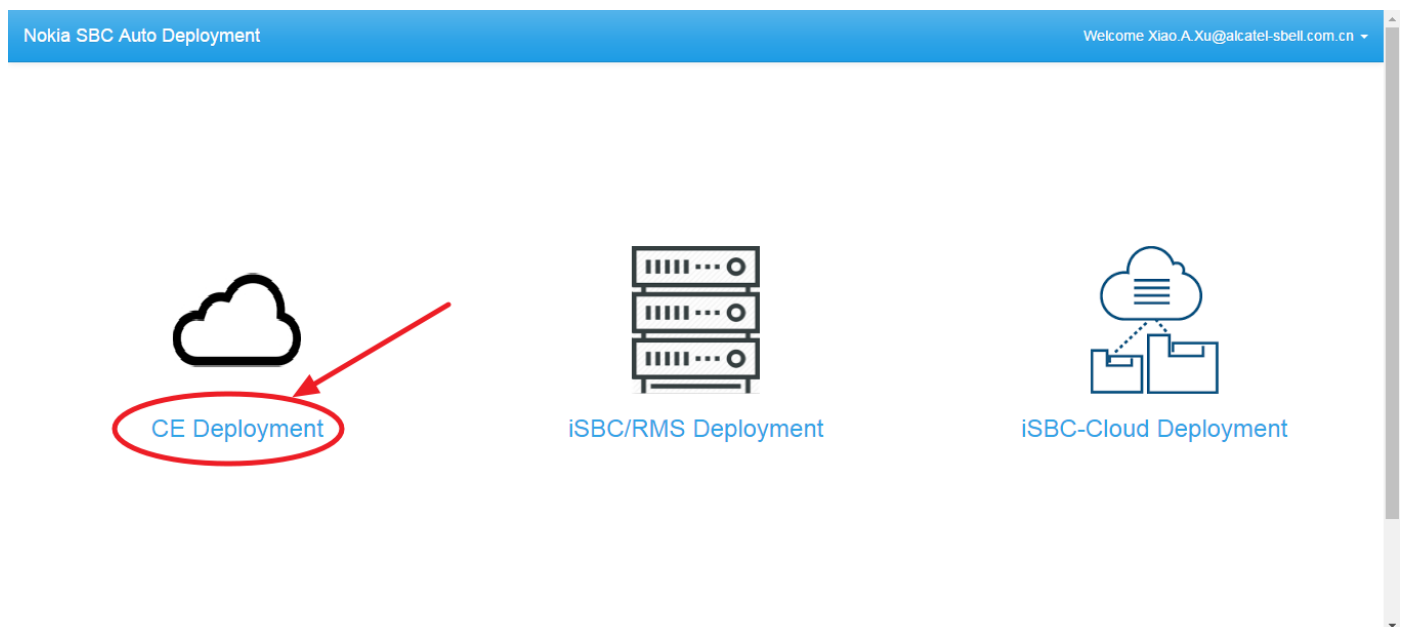 Nokia SBC Auto Deployment
Welcome Xiao.A.Xu@alcatel-sbell.com.cn
CE Deployment
iSBC/RMS Deployment
iSBC-Cloud Deployment